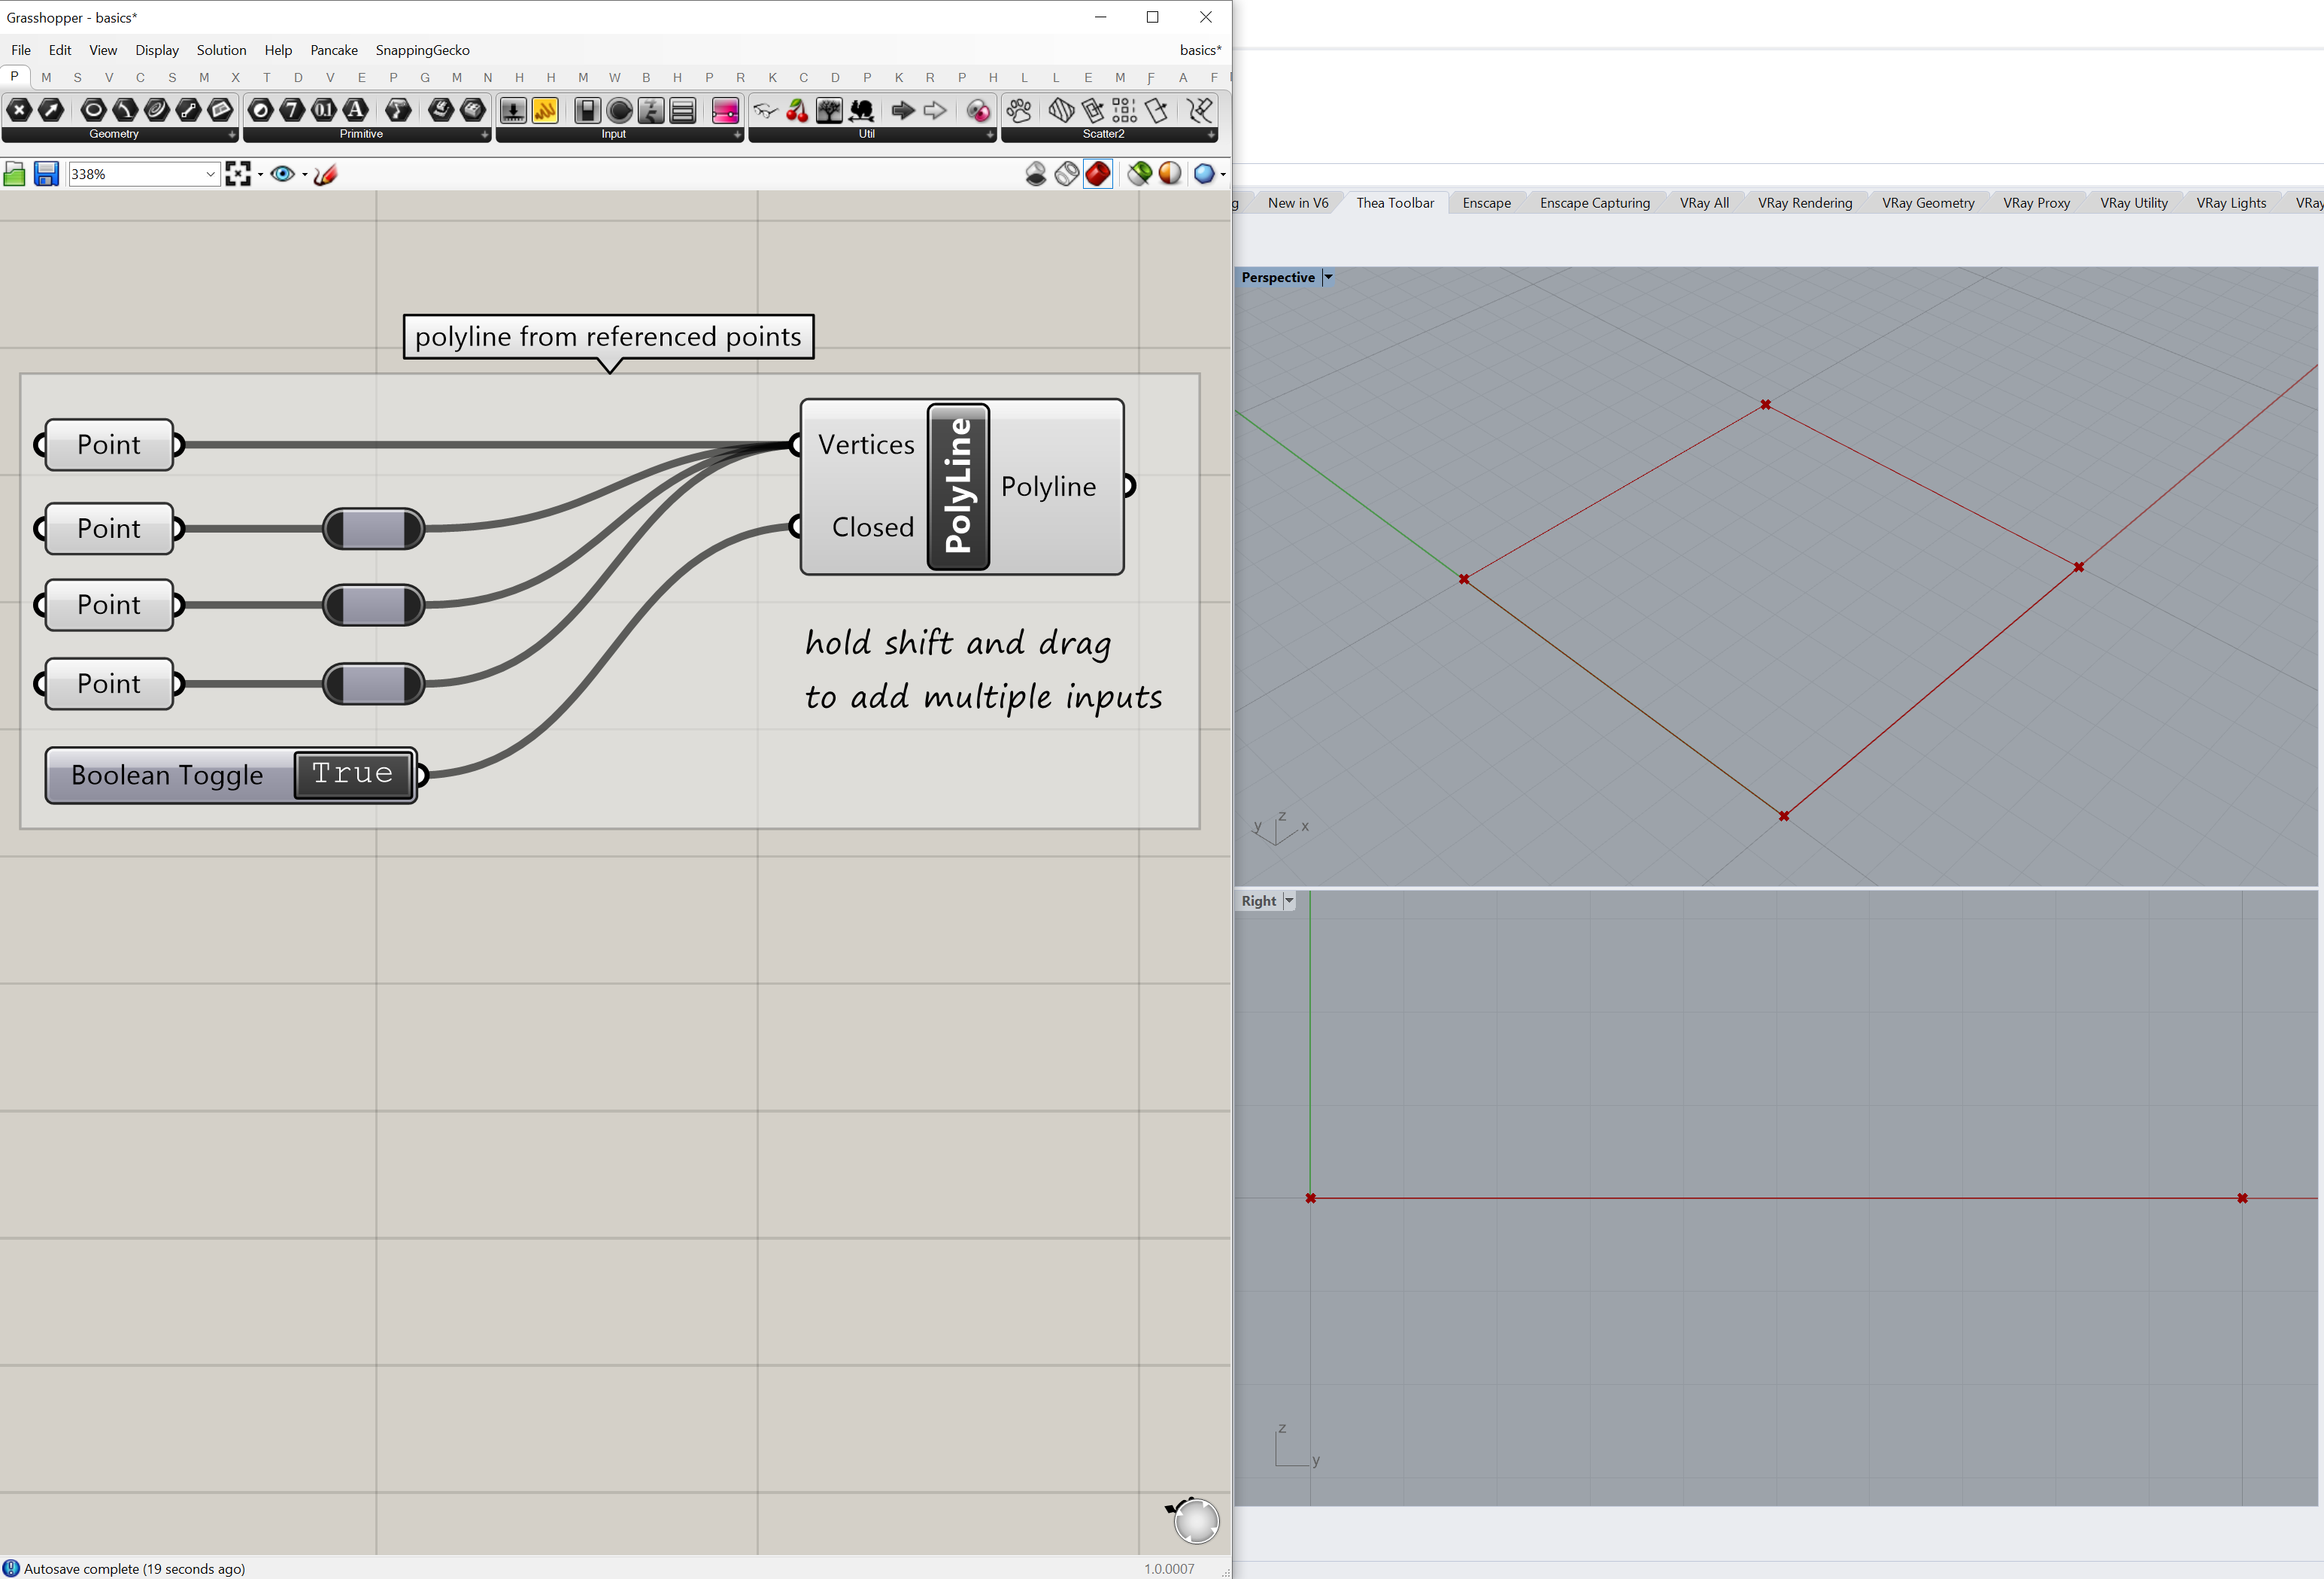 Grasshopper - basics*
File Edit View Display Solution Help Pancake SnappingGecko basics*
P M S V C S M X T D V E P G M N H H M W B H P R K C D P K R P H L L E M F A F
Geometry Primitive Input Util Scatter2
338%
g New in V6 Thea Toolbar Enscape Enscape Capturing VRay All VRay Rendering VRay Geometry VRay Proxy VRay Utility VRay Lights VRay
Perspective
polyline from referenced points
Point
Point
Point
Point
Boolean Toggle True
Vertices
Closed
PolyLine
Polyline
hold shift and drag
to add multiple inputs
z
y x
Right
z
y
Autosave complete (19 seconds ago) 1.0.0007